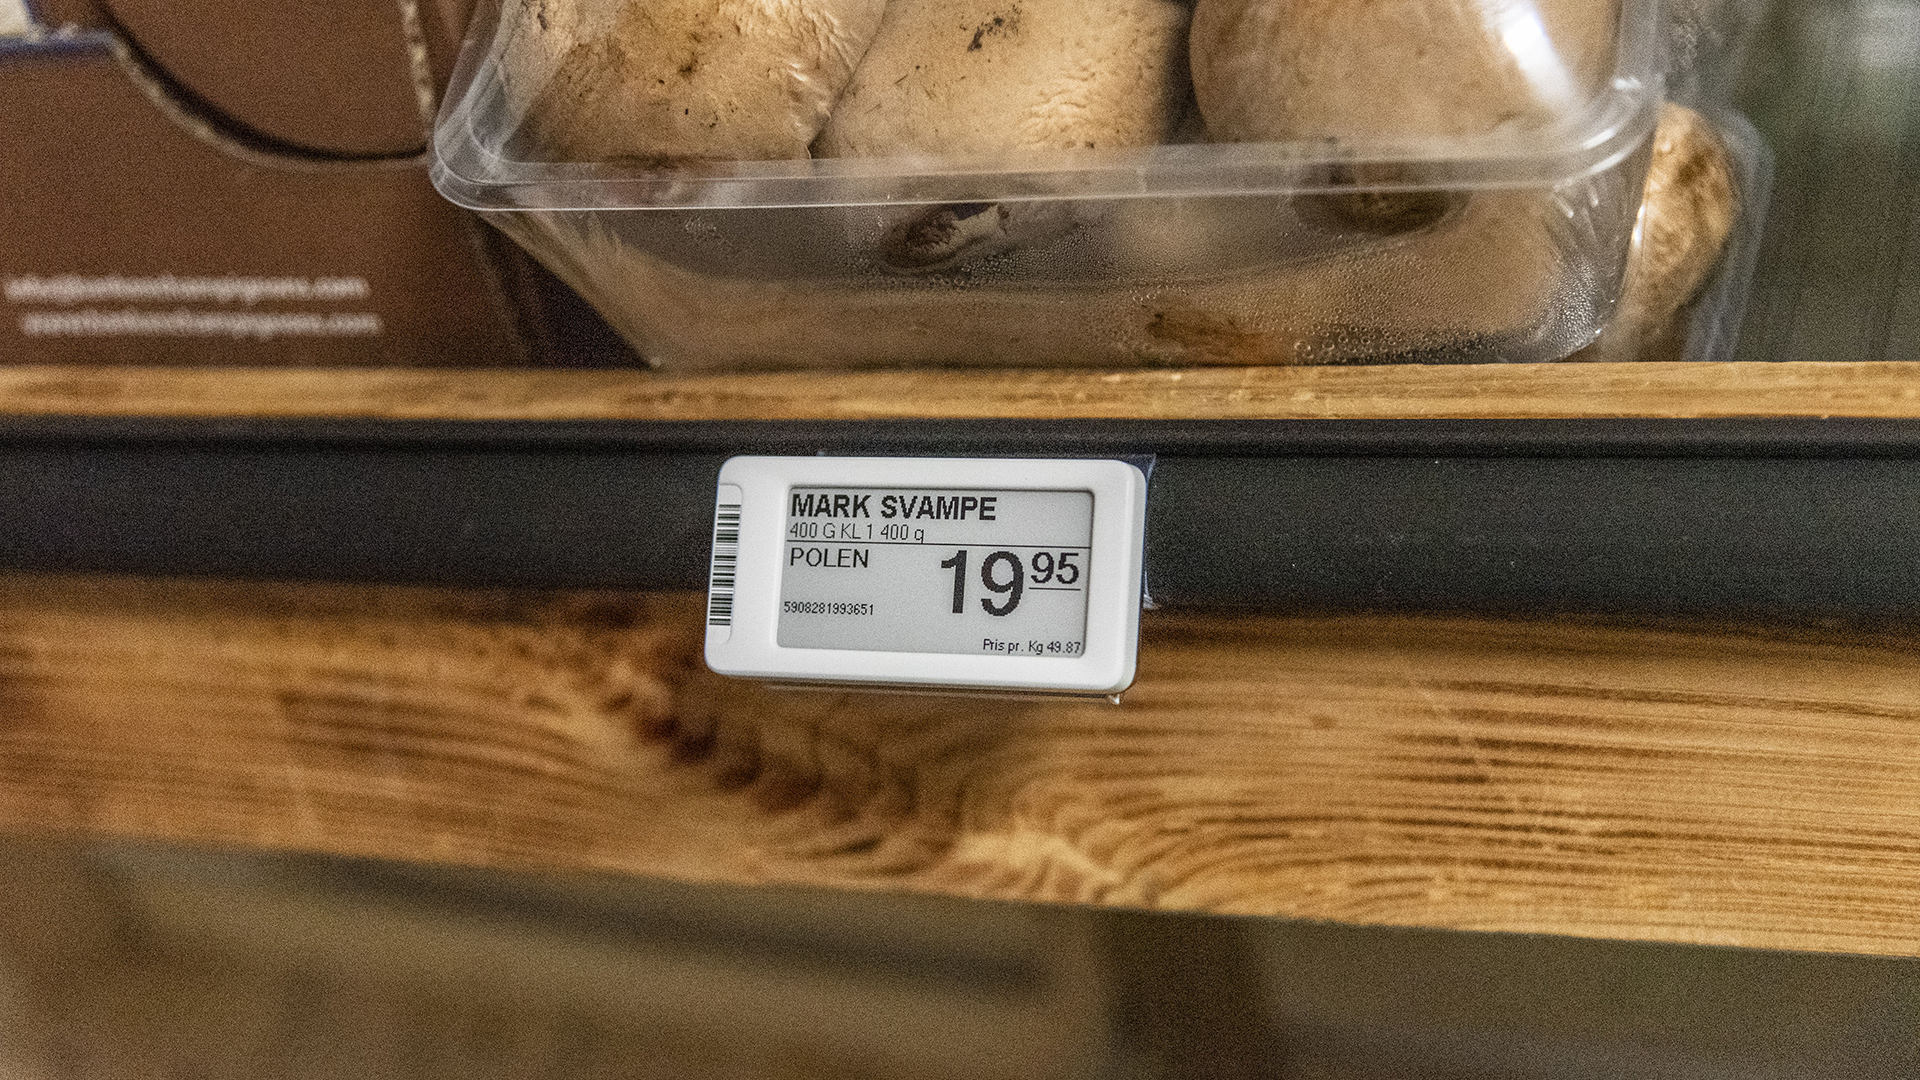 MARK SVAMPE
400 G KL 1 400 g
POLEN
19 95
5908281993651
Pris pr. Kg 49.87